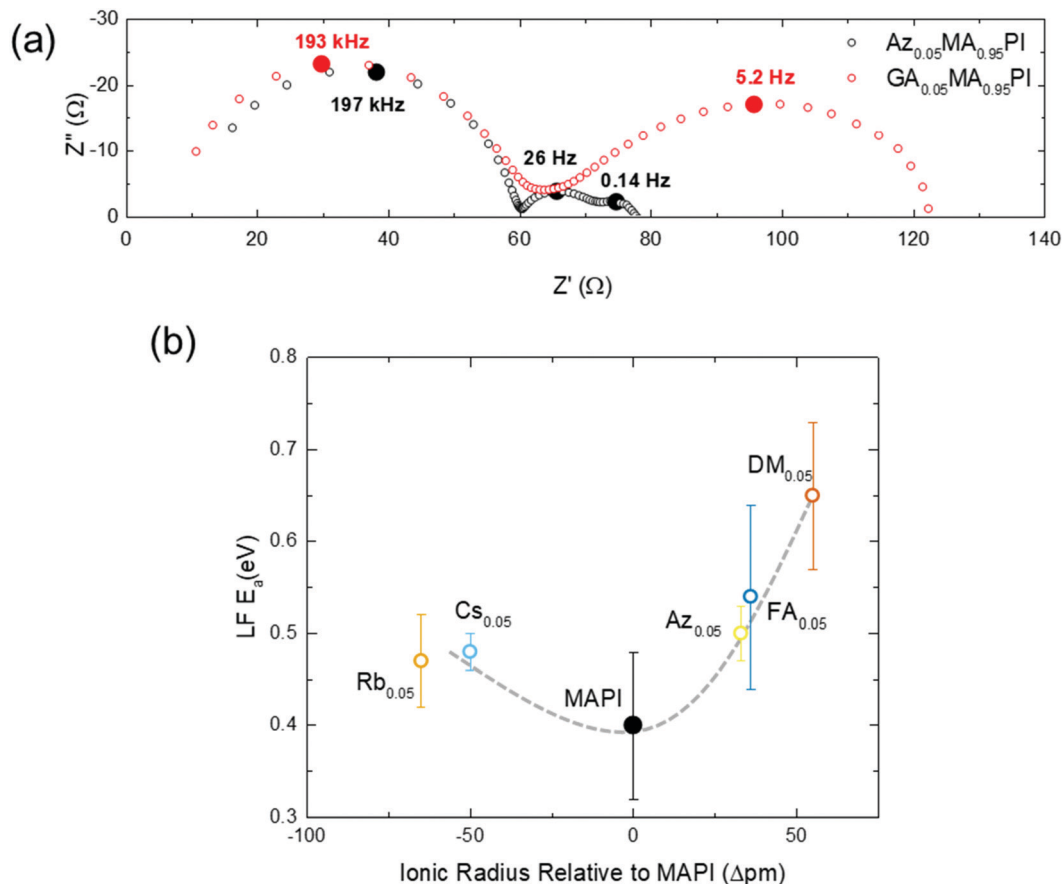 (a)
-30
-20
-10
0
Z'' (Ω)
193 kHz
197 kHz
26 Hz
0.14 Hz
5.2 Hz
Az0.05MA0.95PI
GA0.05MA0.95PI
0 20 40 60 80 100 120 140
Z' (Ω)
(b)
0.8
0.7
0.6
0.5
0.4
0.3
LF Ea(eV)
DM0.05
Cs0.05
Az0.05
FA0.05
Rb0.05
MAPI
-100 -50 0 50
Ionic Radius Relative to MAPI (Δpm)